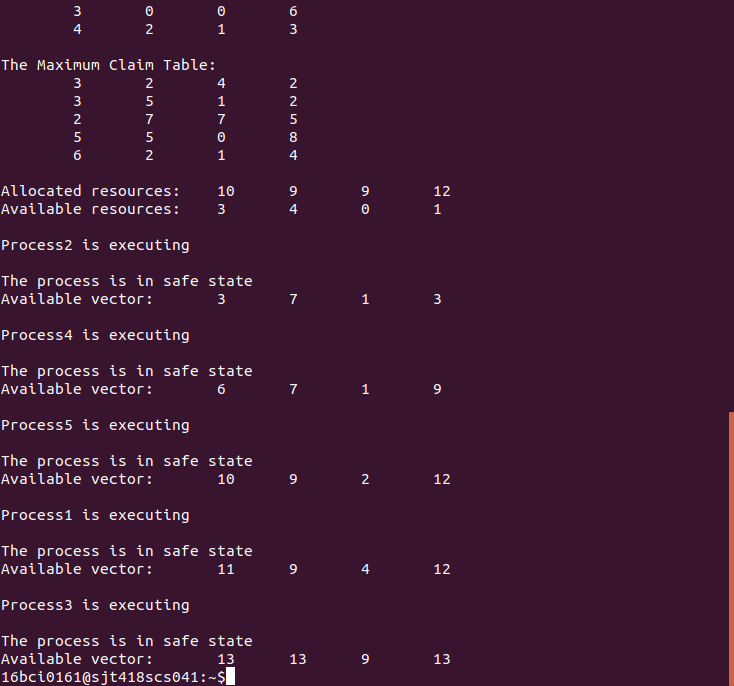 3 0 0 6
4 2 1 3
The Maximum Claim Table:
3 2 4 2
3 5 1 2
2 7 7 5
5 5 0 8
6 2 1 4
Allocated resources: 10 9 9 12
Available resources: 3 4 0 1
Process2 is executing
The process is in safe state
Available vector: 3 7 1 3
Process4 is executing
The process is in safe state
Available vector: 6 7 1 9
Process5 is executing
The process is in safe state
Available vector: 10 9 2 12
Process1 is executing
The process is in safe state
Available vector: 11 9 4 12
Process3 is executing
The process is in safe state
Available vector: 13 13 9 13
16bci0161@sjt418scs041:~$